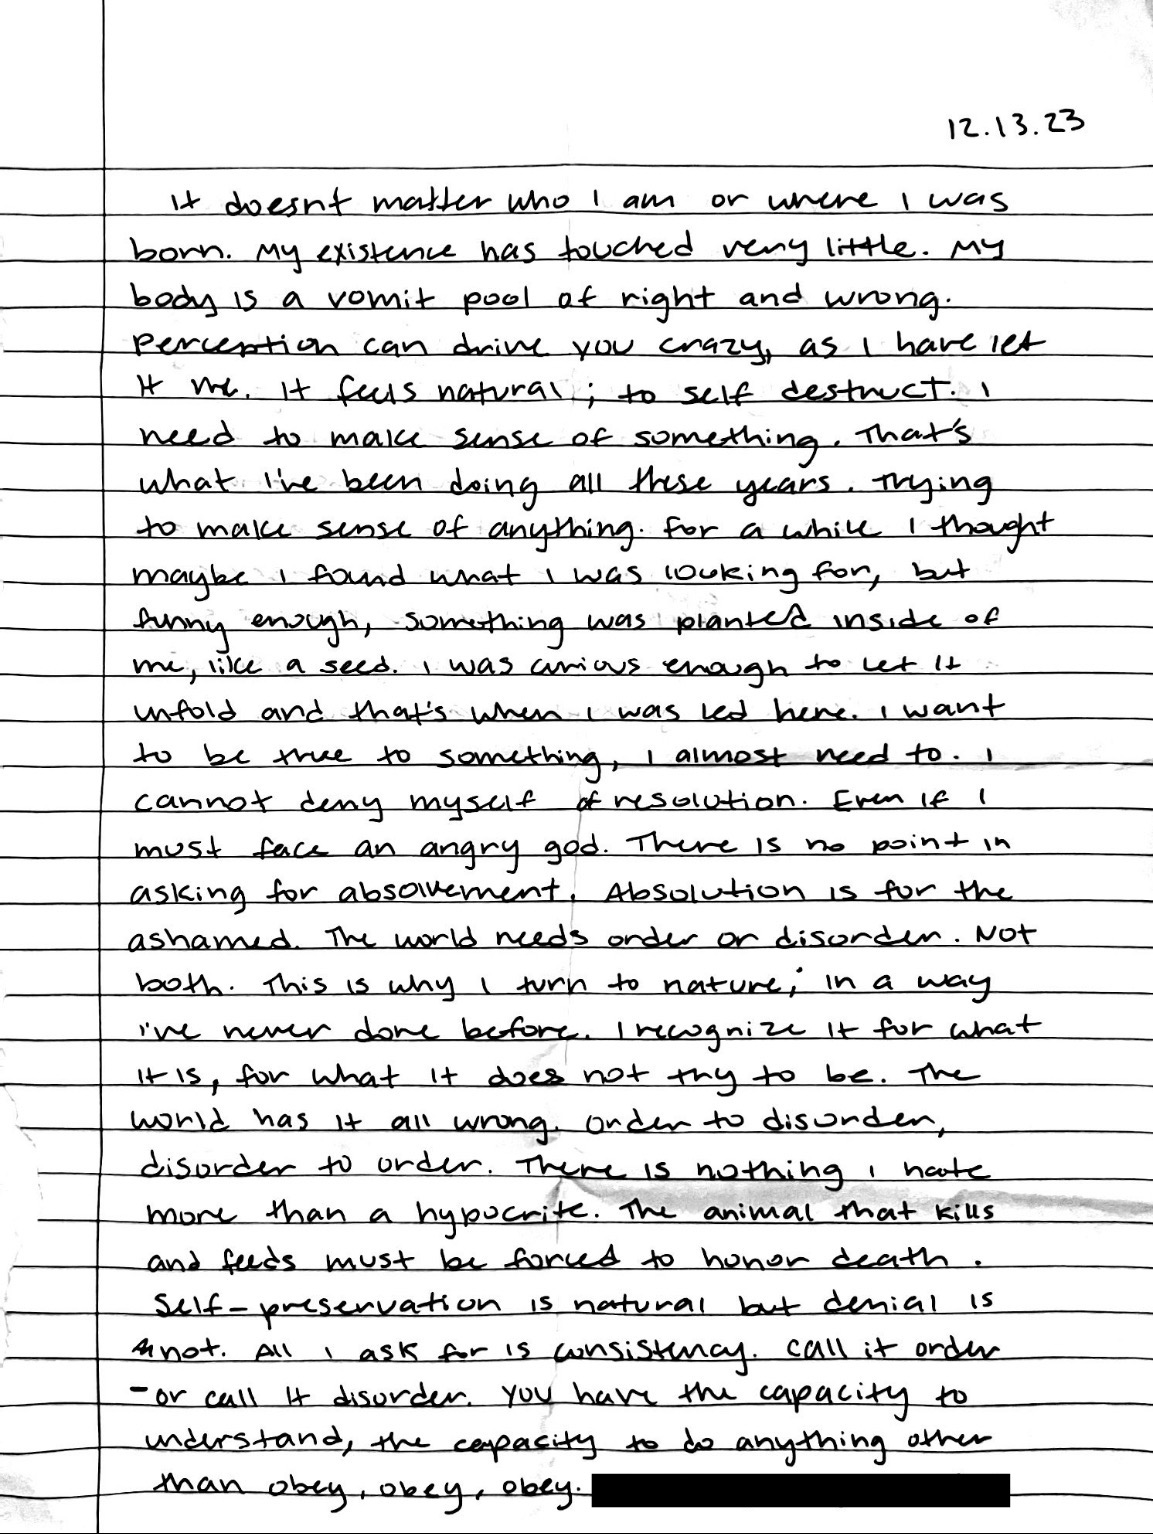 12.13.23
It doesnt matter who I am or where I was
born. My existence has touched very little. My
body is a vomit pool of right and wrong.
Perception can drive you crazy, as I have let
it me. It feels natural; to self destruct. I
need to make sense of something. That's
what I've been doing all these years. Trying
to make sense of anything. For a while I thought
maybe I found what I was looking for, but
funny enough, something was planted inside of
me, like a seed. I was curious enough to let it
unfold and that's when I was led here. I want
to be true to something, I almost need to. I
cannot deny myself of resolution. Even if I
must face an angry god. There is no point in
asking for absolvement. Absolution is for the
ashamed. The world needs order or disorder. Not
both. This is why I turn to nature; in a way
I've never done before. I recognize it for what
it is, for what it does not try to be. The
world has it all wrong. Order to disorder,
disorder to order. There is nothing I hate
more than a hypocrite. The animal that kills
and feeds must be forced to honor death.
Self-preservation is natural but denial is
not. All I ask for is consistency. Call it order
-or call it disorder. You have the capacity to
understand, the capacity to do anything other
than obey, obey, obey.